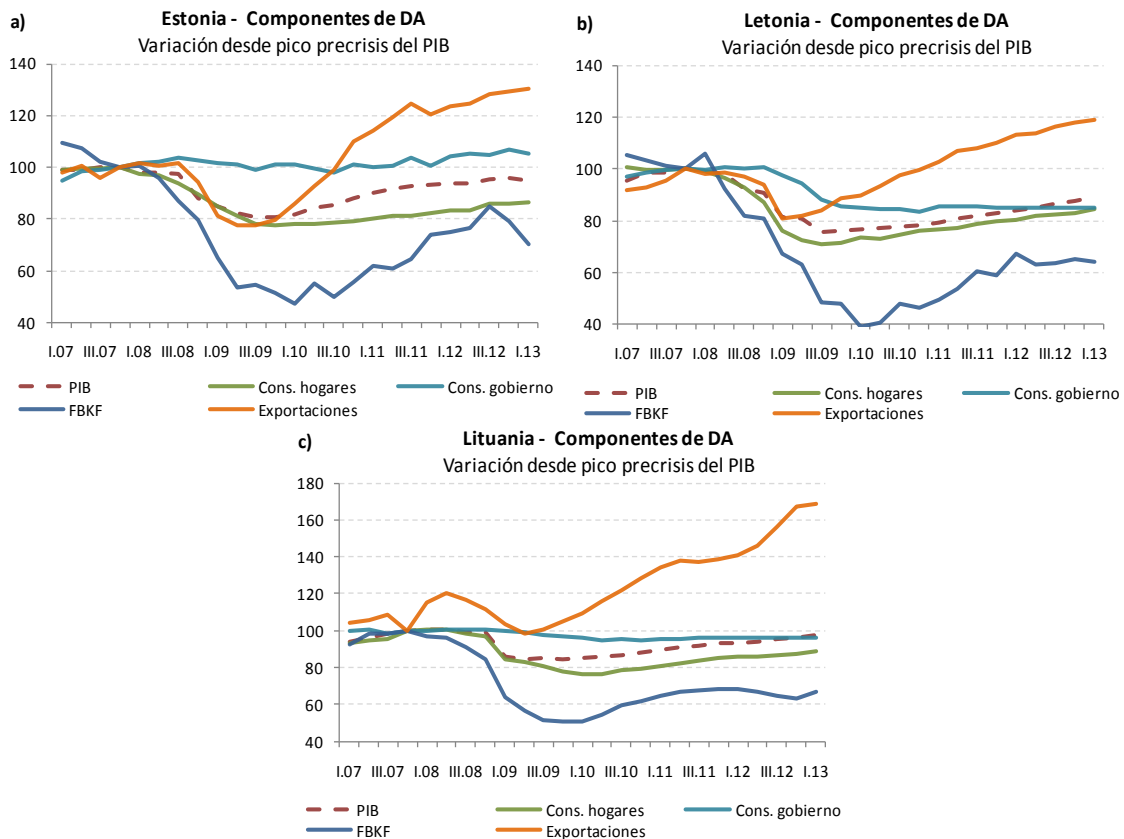 a)
Estonia - Componentes de DA
Variación desde pico precrisis del PIB
140
120
100
80
60
40
I.07 III.07 I.08 III.08 I.09 III.09 I.10 III.10 I.11 III.11 I.12 III.12 I.13
PIB Cons. hogares Cons. gobierno
FBKF Exportaciones
b)
Letonia - Componentes de DA
Variación desde pico precrisis del PIB
140
120
100
80
60
40
I.07 III.07 I.08 III.08 I.09 III.09 I.10 III.10 I.11 III.11 I.12 III.12 I.13
PIB Cons. hogares Cons. gobierno
FBKF Exportaciones
c)
Lituania - Componentes de DA
Variación desde pico precrisis del PIB
180
160
140
120
100
80
60
40
I.07 III.07 I.08 III.08 I.09 III.09 I.10 III.10 I.11 III.11 I.12 III.12 I.13
PIB Cons. hogares Cons. gobierno
FBKF Exportaciones